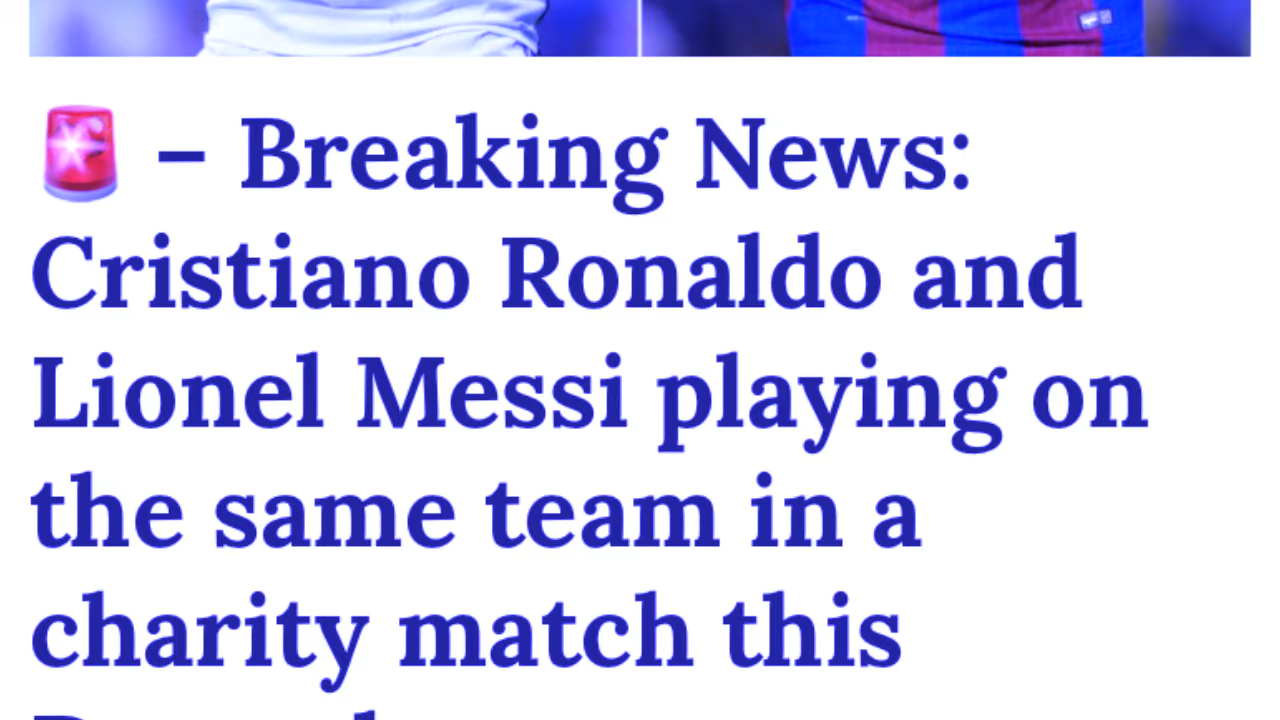 🚨 – Breaking News:
Cristiano Ronaldo and
Lionel Messi playing on
the same team in a
charity match this